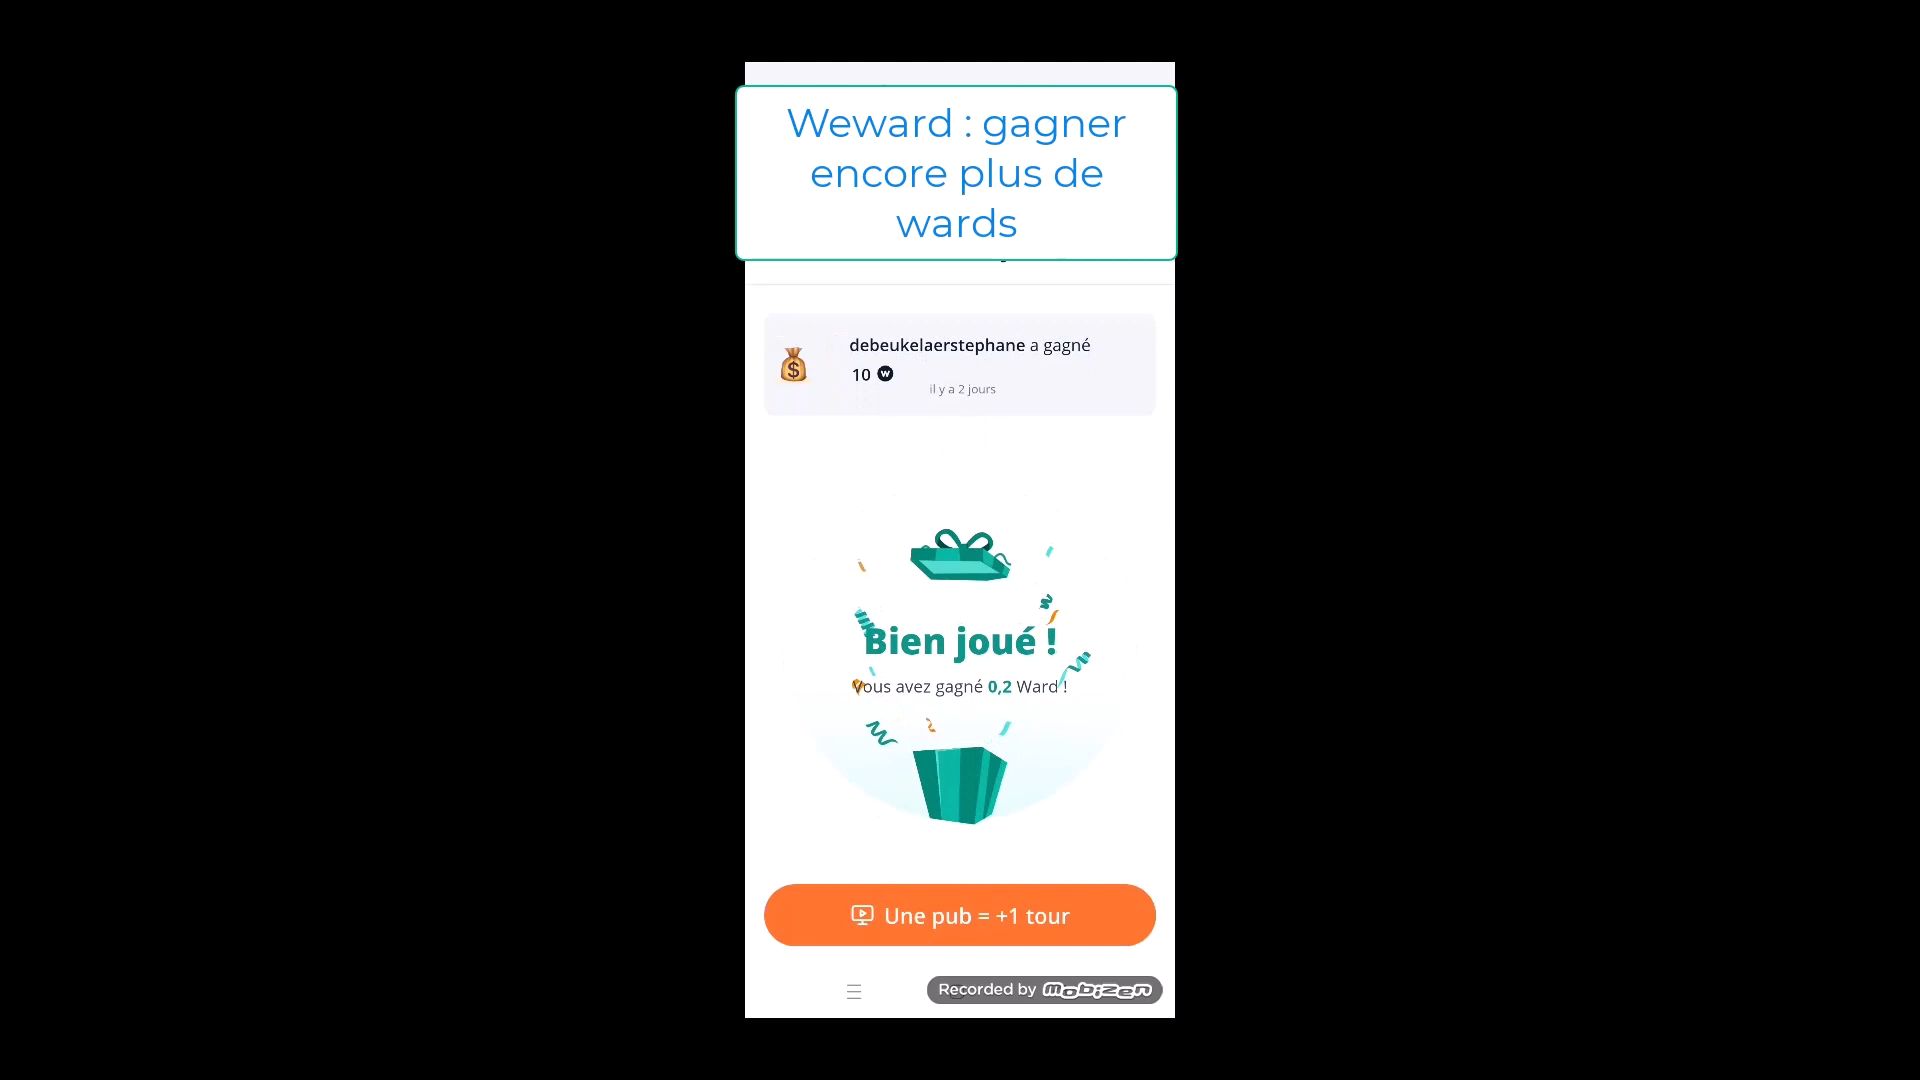 Weward : gagner
encore plus de
wards
debeukelaerstephane a gagné
10 W
il y a 2 jours
Bien joué !
Vous avez gagné 0,2 Ward !
Une pub = +1 tour
Recorded by mobizen